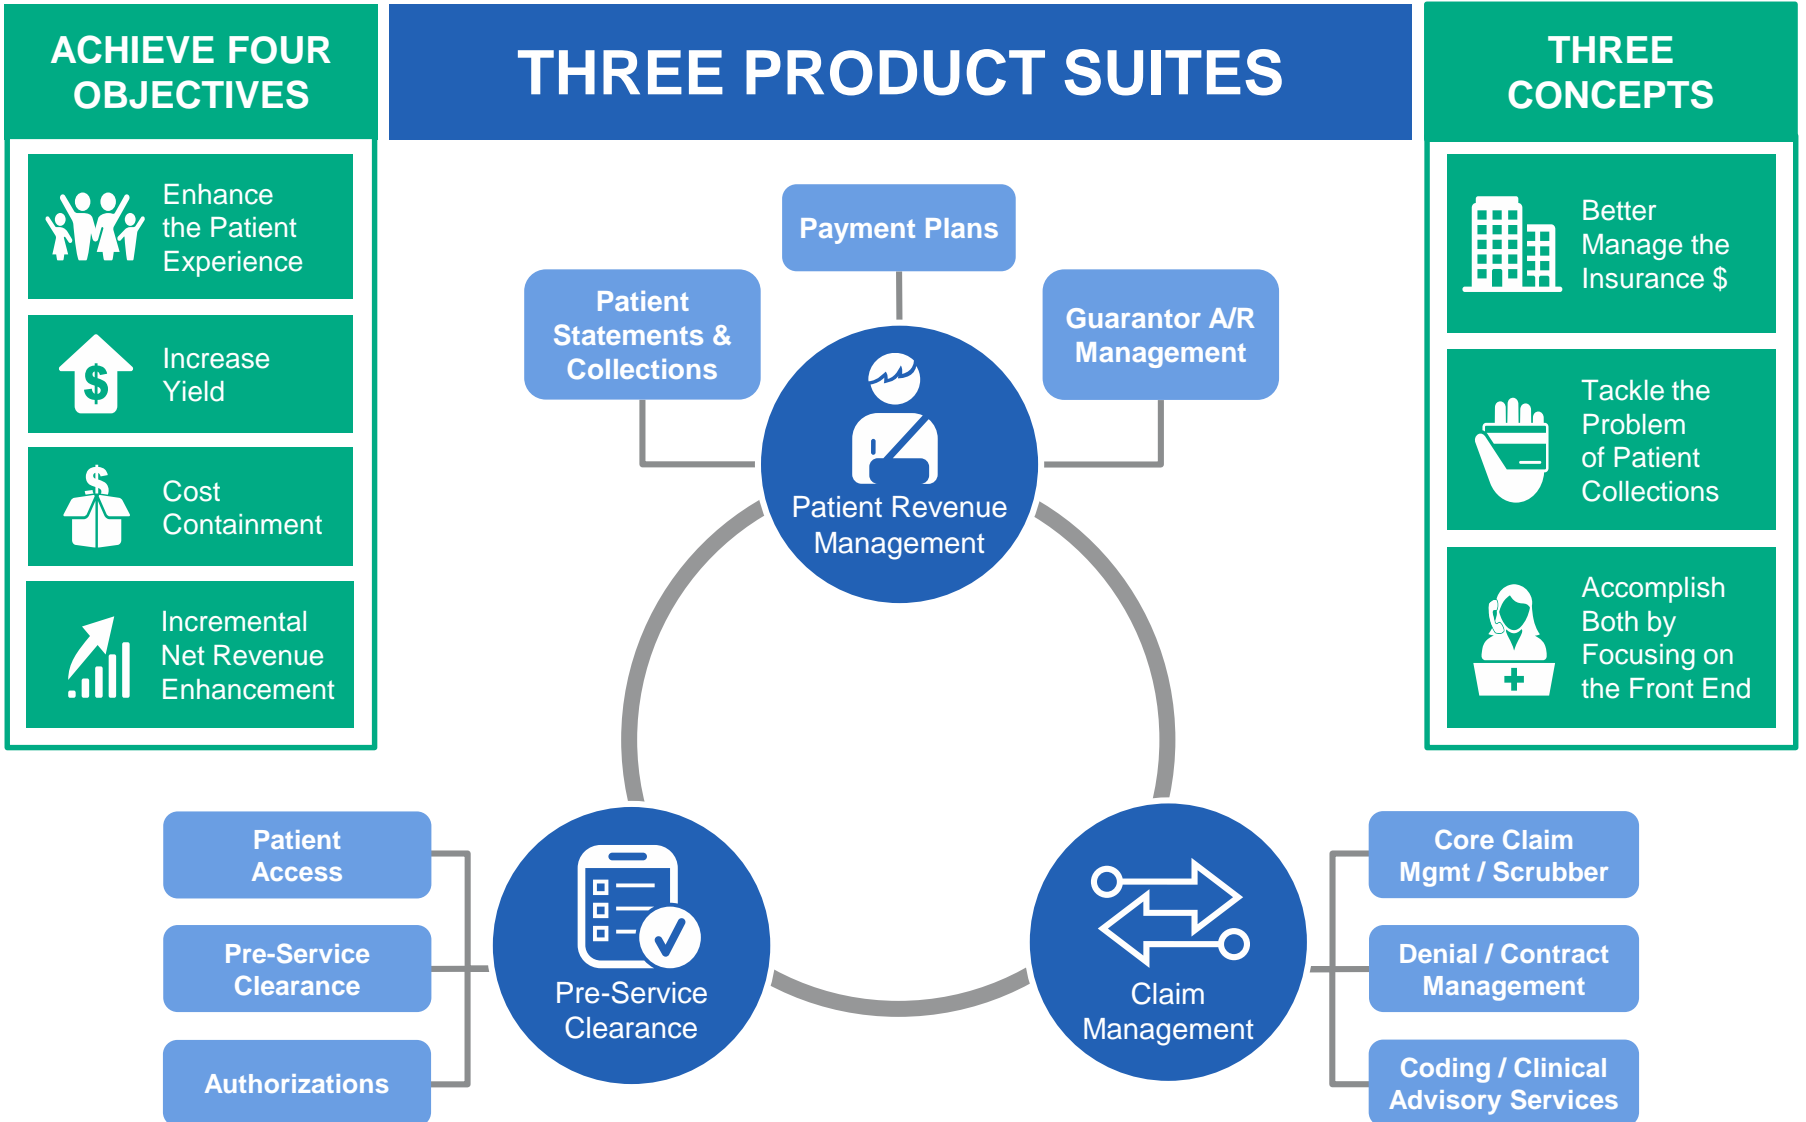 ACHIEVE FOUR
OBJECTIVES
Enhance
the Patient
Experience
$
Increase
Yield
$
Cost
Containment
Incremental
Net Revenue
Enhancement
THREE PRODUCT SUITES
Payment Plans
Patient
Statements &
Collections
Guarantor A/R
Management
Patient Revenue
Management
Patient
Access
Pre-Service
Clearance
Authorizations
Pre-Service
Clearance
Claim
Management
Core Claim
Mgmt / Scrubber
Denial / Contract
Management
Coding / Clinical
Advisory Services
THREE
CONCEPTS
Better
Manage the
Insurance $
Tackle the
Problem
of Patient
Collections
Accomplish
Both by
Focusing on
the Front End